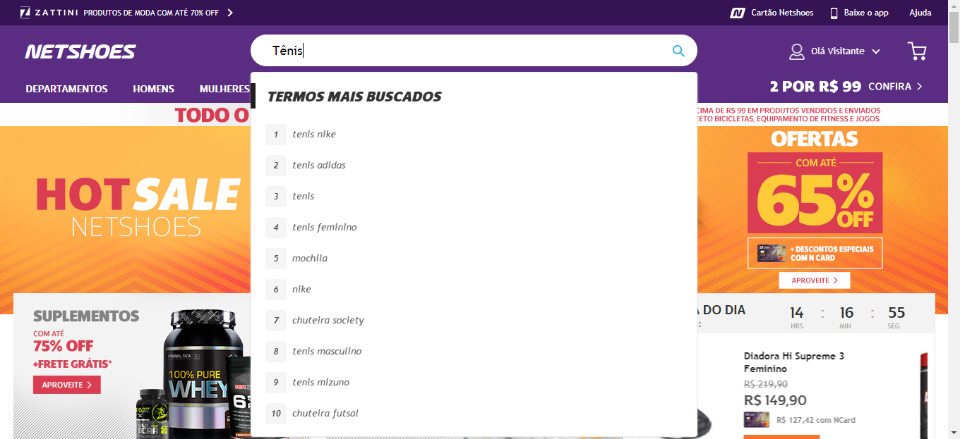 ZATTINI PRODUTOS DE MODA COM ATÉ 70% OFF
Cartão Netshoes
Baixe o app
Ajuda
NETSHOES
Tênis
Olá Visitante
DEPARTAMENTOS
HOMENS
MULHERES
2 POR R$ 99 CONFIRA
TERMOS MAIS BUSCADOS
1 tenis nike
2 tenis adidas
3 tenis
4 tenis feminino
5 mochila
6 nike
7 chuteira society
8 tenis masculino
9 tenis mizuno
10 chuteira futsal
TODO O
CIMA DE R$ 99 EM PRODUTOS VENDIDOS E ENVIADOS
CETO BICICLETAS, EQUIPAMENTO DE FITNESS E JOGOS.
HOT SALE
NETSHOES
OFERTAS
COM ATÉ
65% OFF
+ DESCONTOS ESPECIAIS
COM N CARD
APROVEITE
SUPLEMENTOS
COM ATÉ
75% OFF
+FRETE GRÁTIS*
APROVEITE
100% PURE
WHEY
DO DIA
14 : 16 : 55
HRS MIN SEG
Diadora Hi Supreme 3
Feminino
R$ 219,90
R$ 149,90
R$ 127,42 com NCard